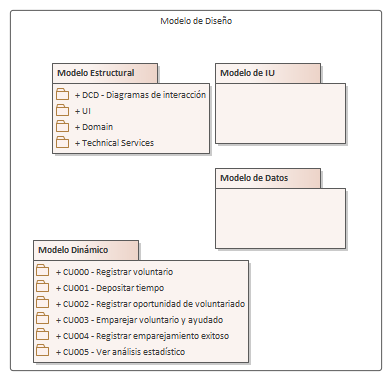 Modelo de Diseño
Modelo Estructural
+ DCD - Diagramas de interacción
+ UI
+ Domain
+ Technical Services
Modelo de IU
Modelo de Datos
Modelo Dinámico
+ CU000 - Registrar voluntario
+ CU001 - Depositar tiempo
+ CU002 - Registrar oportunidad de voluntariado
+ CU003 - Emparejar voluntario y ayudado
+ CU004 - Registrar emparejamiento exitoso
+ CU005 - Ver análisis estadístico